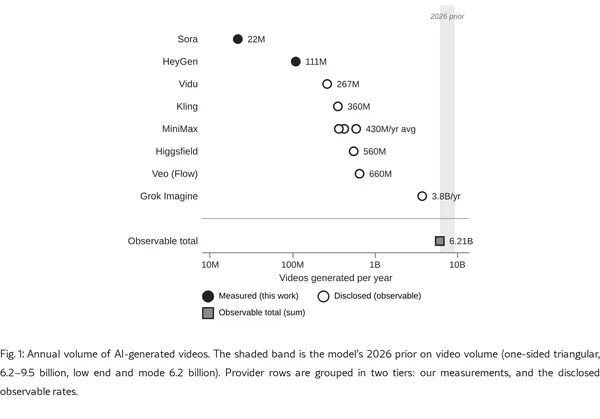 2026 prior
Sora 22M
HeyGen 111M
Vidu 267M
Kling 360M
MiniMax 430M/yr avg
Higgsfield 560M
Veo (Flow) 660M
Grok Imagine 3.8B/yr
Observable total 6.21B
10M 100M 1B 10B
Videos generated per year
Measured (this work) Disclosed (observable)
Observable total (sum)
Fig. 1: Annual volume of AI-generated videos. The shaded band is the model's 2026 prior on video volume (one-sided triangular,
6.2–9.5 billion, low end and mode 6.2 billion). Provider rows are grouped in two tiers: our measurements, and the disclosed
observable rates.